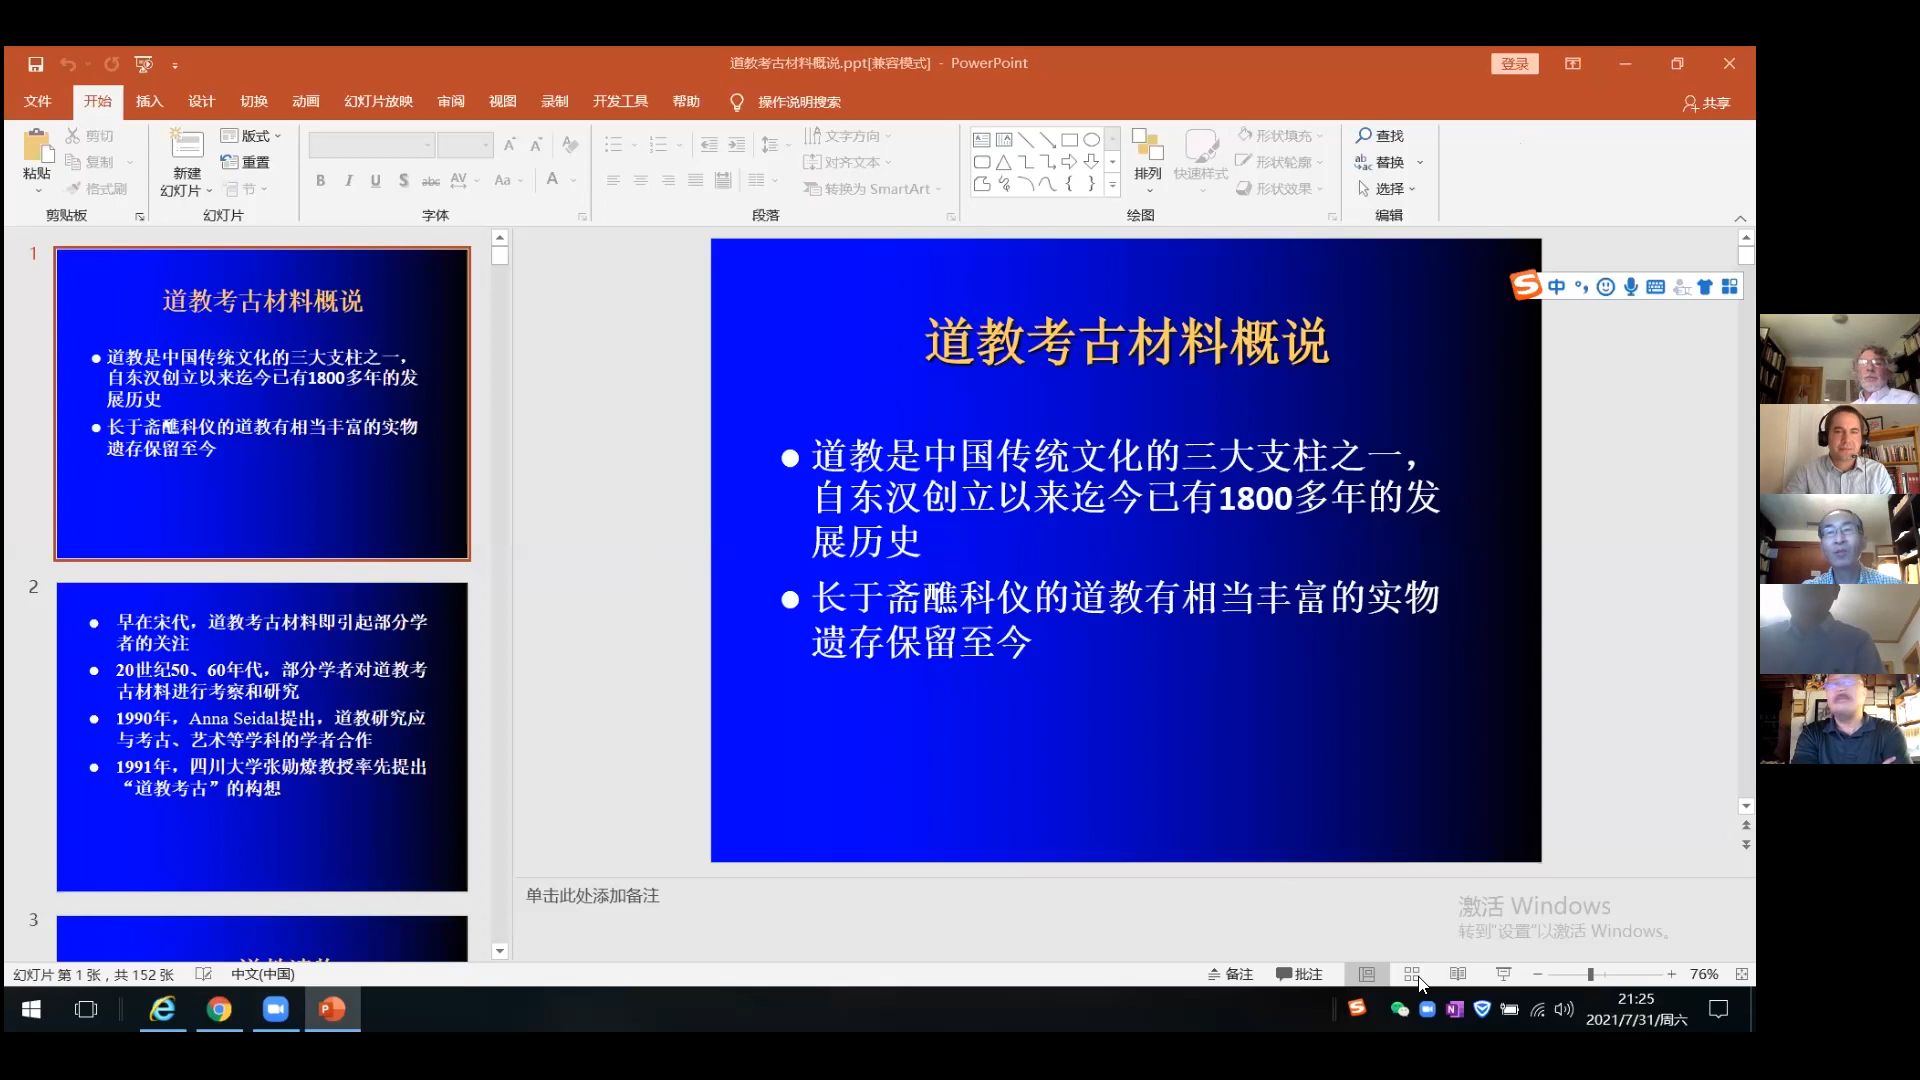 道教考古材料概说.ppt[兼容模式] - PowerPoint
登录
文件 开始 插入 设计 切换 动画 幻灯片放映 审阅 视图 录制 开发工具 帮助 操作说明搜索
共享
粘贴
剪切
复制
格式刷
剪贴板
新建
幻灯片
版式
重置
节
幻灯片
B I U S abc AV Aa A
字体
文字方向
对齐文本
转换为 SmartArt
段落
排列
快速样式
形状填充
形状轮廓
形状效果
绘图
查找
替换
选择
编辑
1
道教考古材料概说
道教是中国传统文化的三大支柱之一，
自东汉创立以来迄今已有1800多年的发
展历史
长于斋醮科仪的道教有相当丰富的实物
遗存保留至今
2
早在宋代，道教考古材料即引起部分学
者的关注
20世纪50、60年代，部分学者对道教考
古材料进行考察和研究
1990年，Anna Seidal提出，道教研究应
与考古、艺术等学科的学者合作
1991年，四川大学张勋燎教授率先提出
“道教考古”的构想
3
道教考古材料概说
道教是中国传统文化的三大支柱之一，
自东汉创立以来迄今已有1800多年的发
展历史
长于斋醮科仪的道教有相当丰富的实物
遗存保留至今
中
单击此处添加备注
激活 Windows
转到"设置"以激活 Windows。
幻灯片 第 1 张，共 152 张 中文(中国)
备注 批注 76%
21:25
2021/7/31/周六